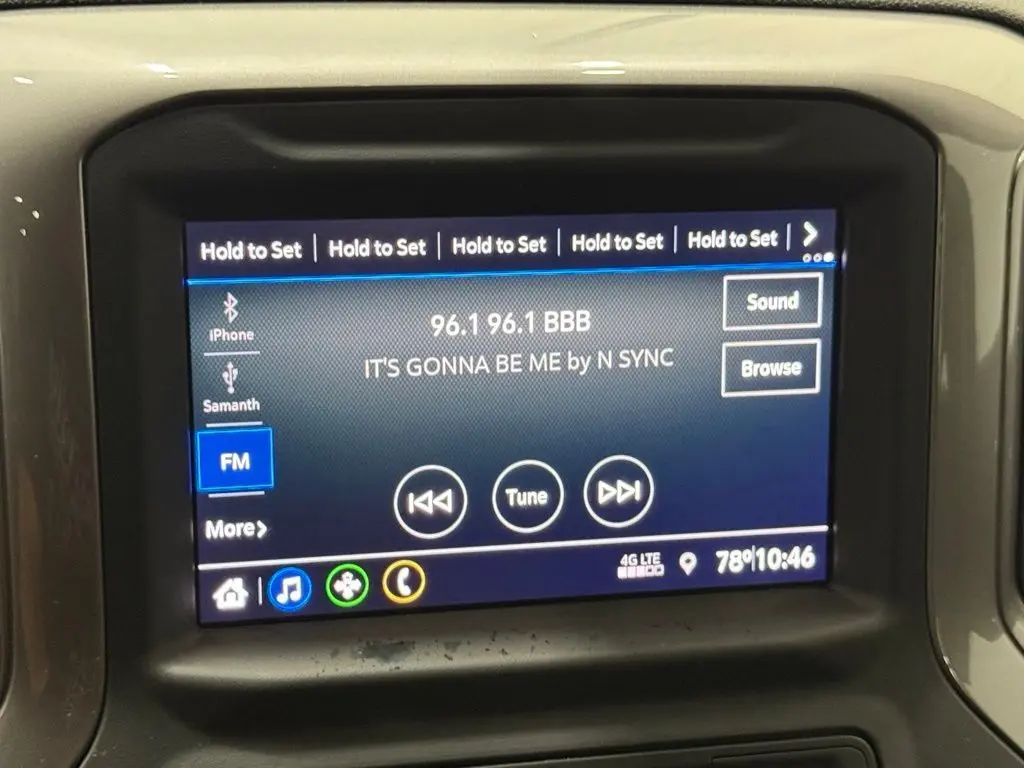 Hold to Set Hold to Set Hold to Set Hold to Set Hold to Set
iPhone
96.1 96.1 BBB
Sound
IT'S GONNA BE ME by N SYNC
Samanth
Browse
FM
Tune
More
4G LTE
78° 10:46